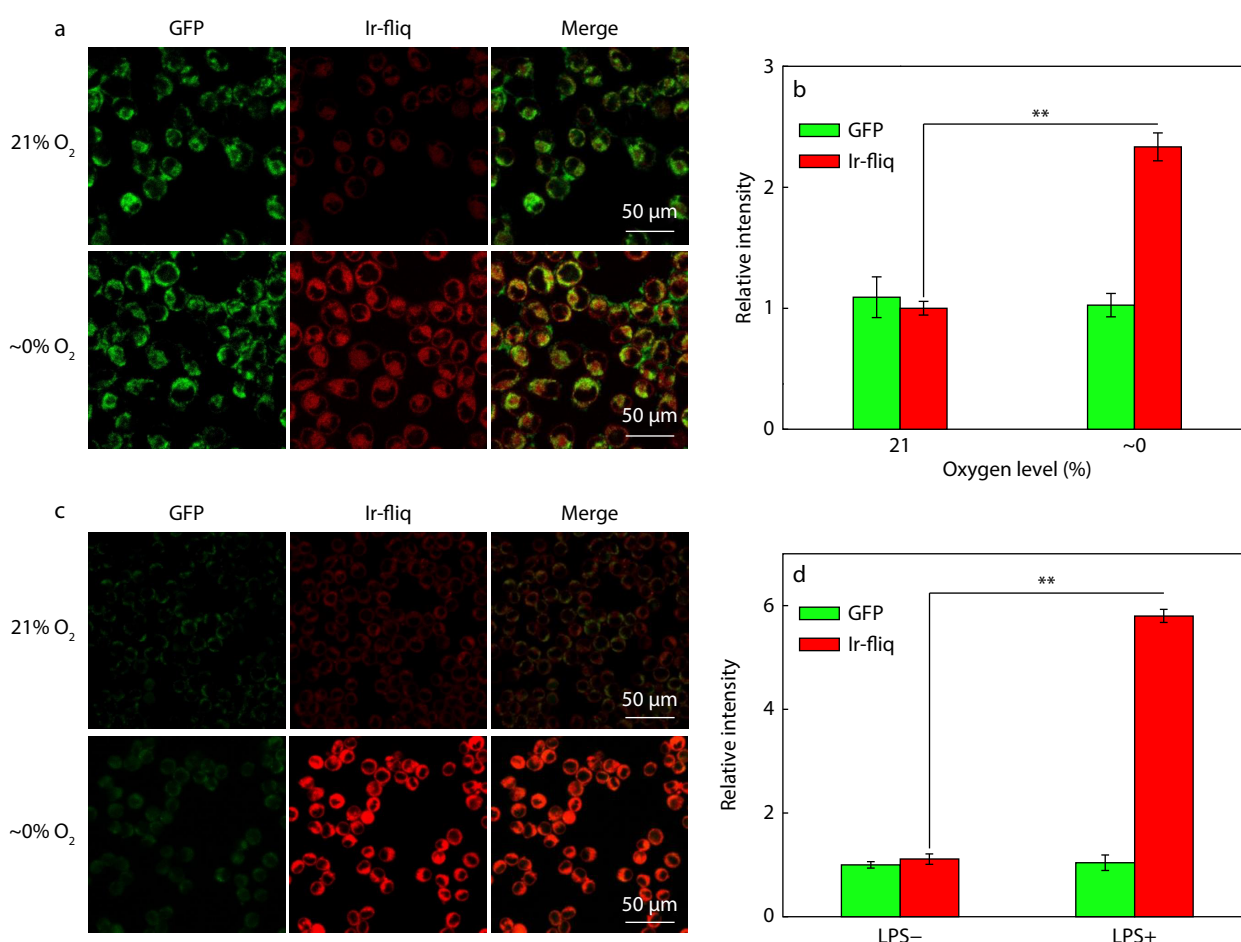 a
GFP
Ir-fliq
Merge
21% O₂
50 μm
~0% O₂
50 μm
b
3
2
1
0
Relative intensity
GFP
Ir-fliq
**
21
~0
Oxygen level (%)
c
GFP
Ir-fliq
Merge
21% O₂
50 μm
~0% O₂
50 μm
d
6
4
2
0
Relative intensity
GFP
Ir-fliq
**
LPS−
LPS+